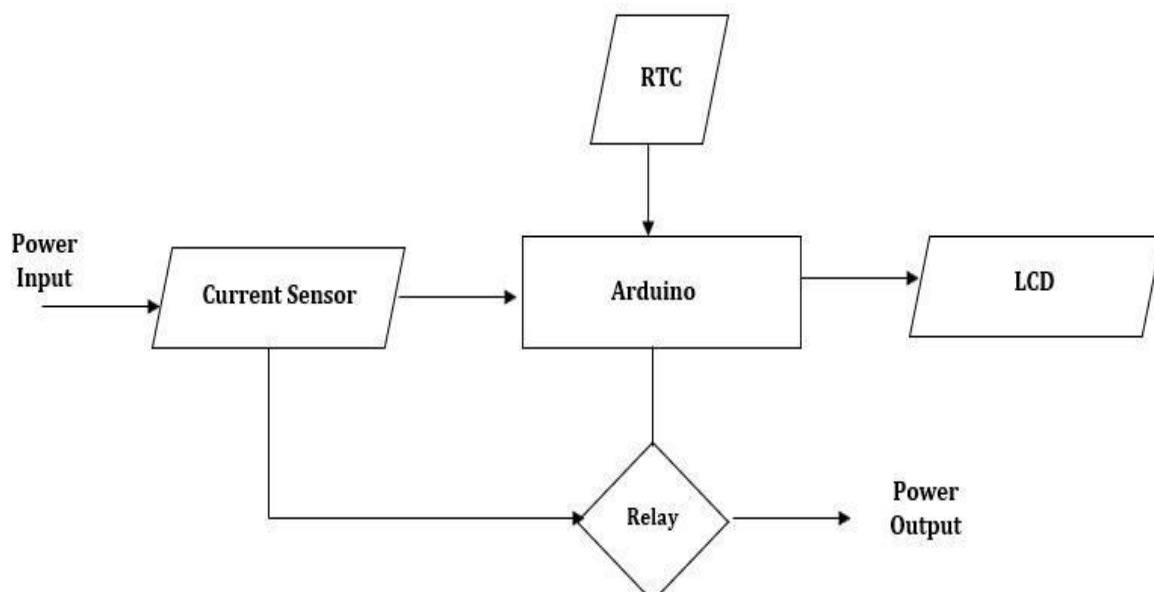 RTC
Power
Input
Current Sensor
Arduino
LCD
Relay
Power
Output